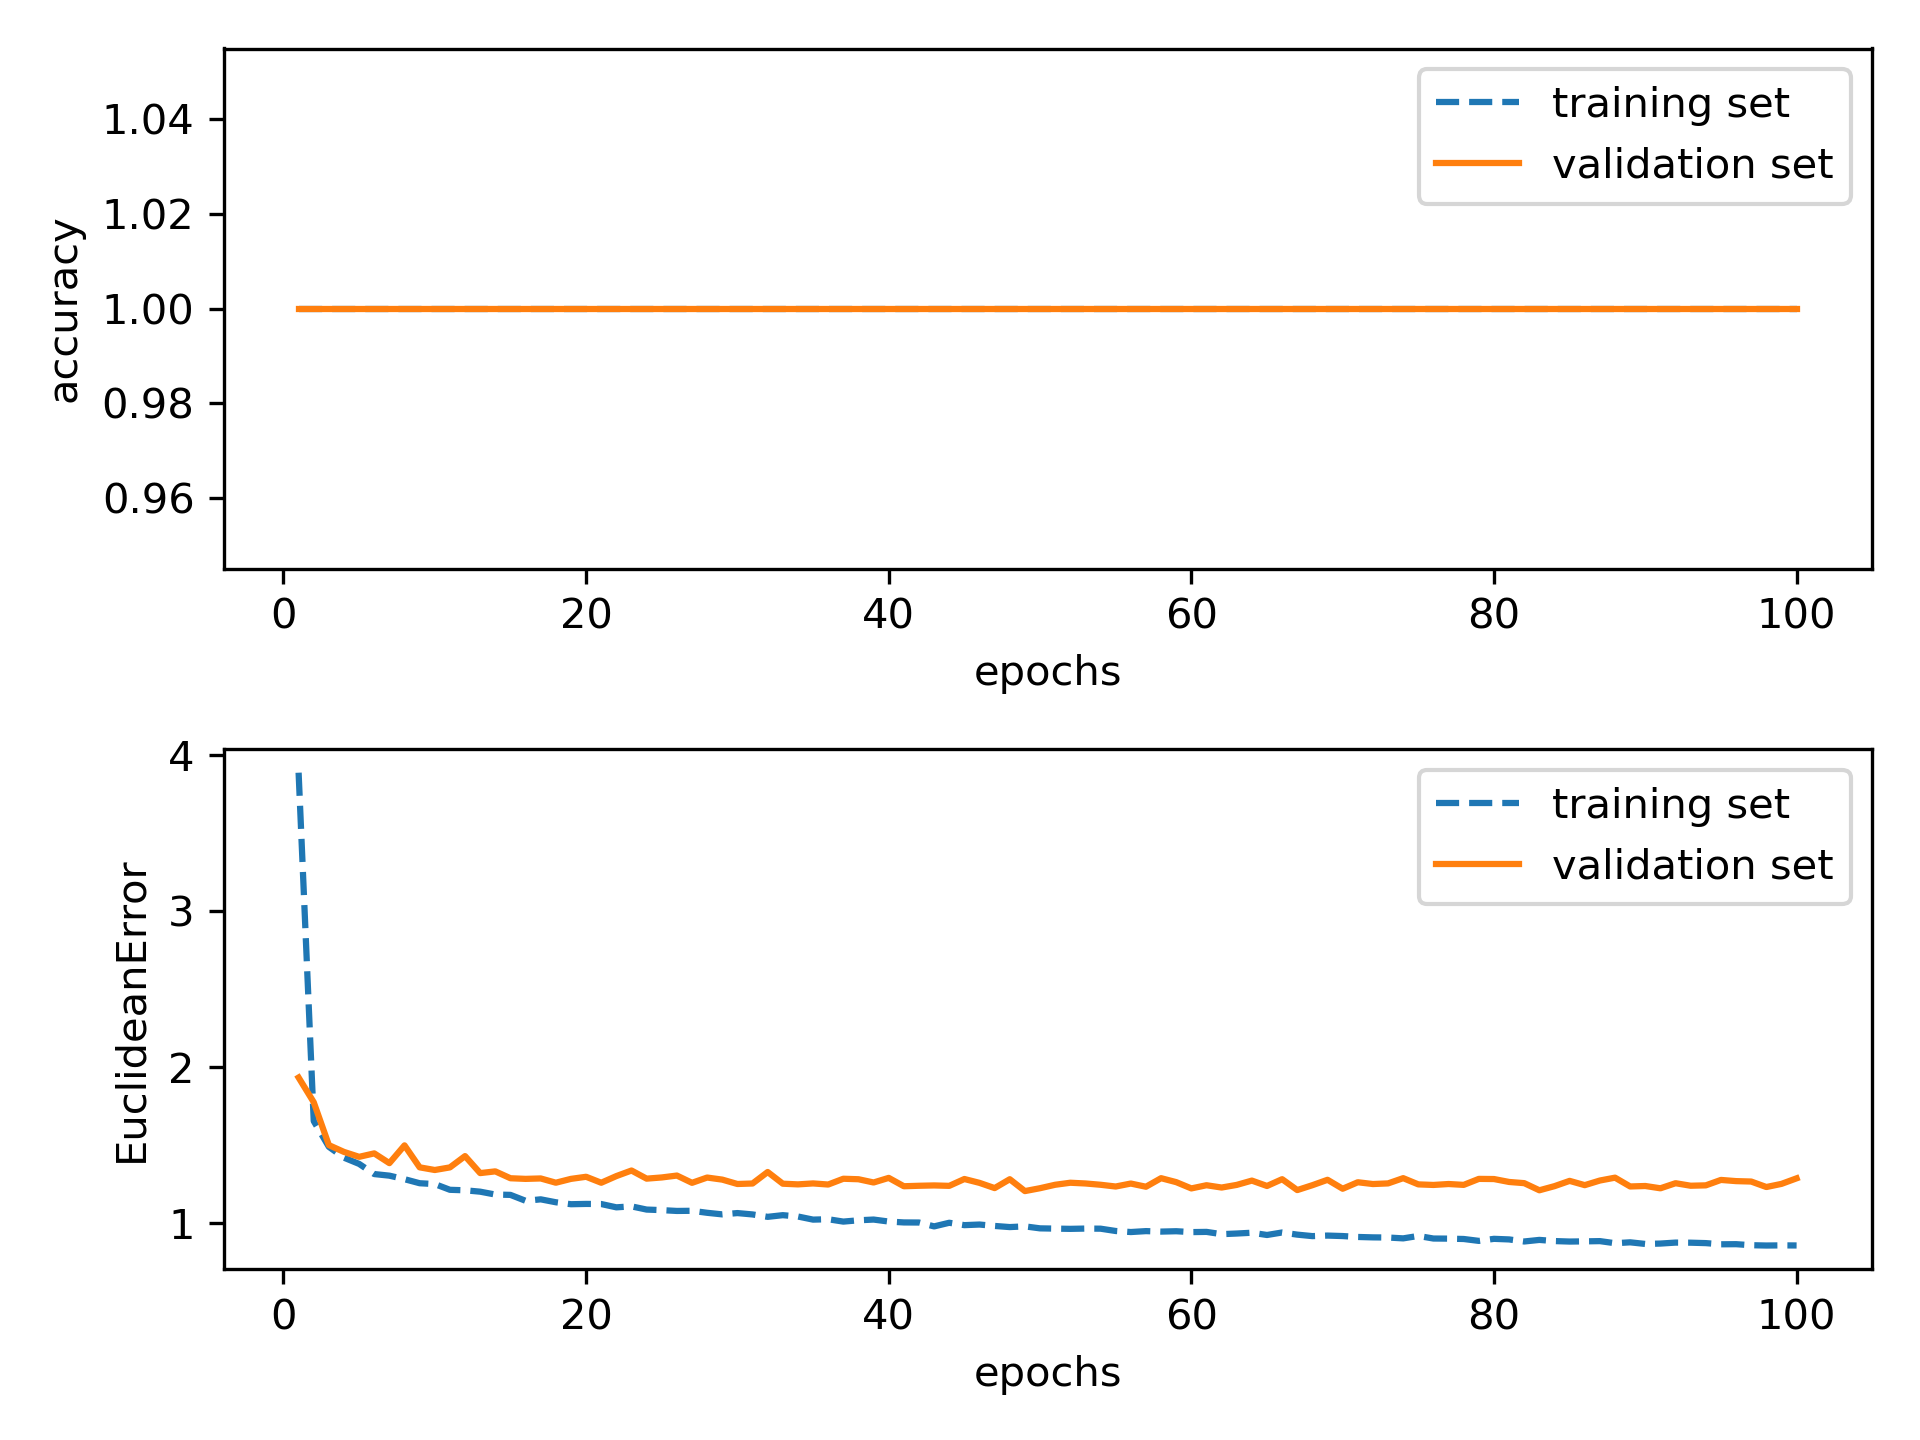 1.04
1.02
1.00
0.98
0.96
accuracy
training set
validation set
0 20 40 60 80 100
epochs
4
3
2
1
EuclideanError
training set
validation set
0 20 40 60 80 100
epochs